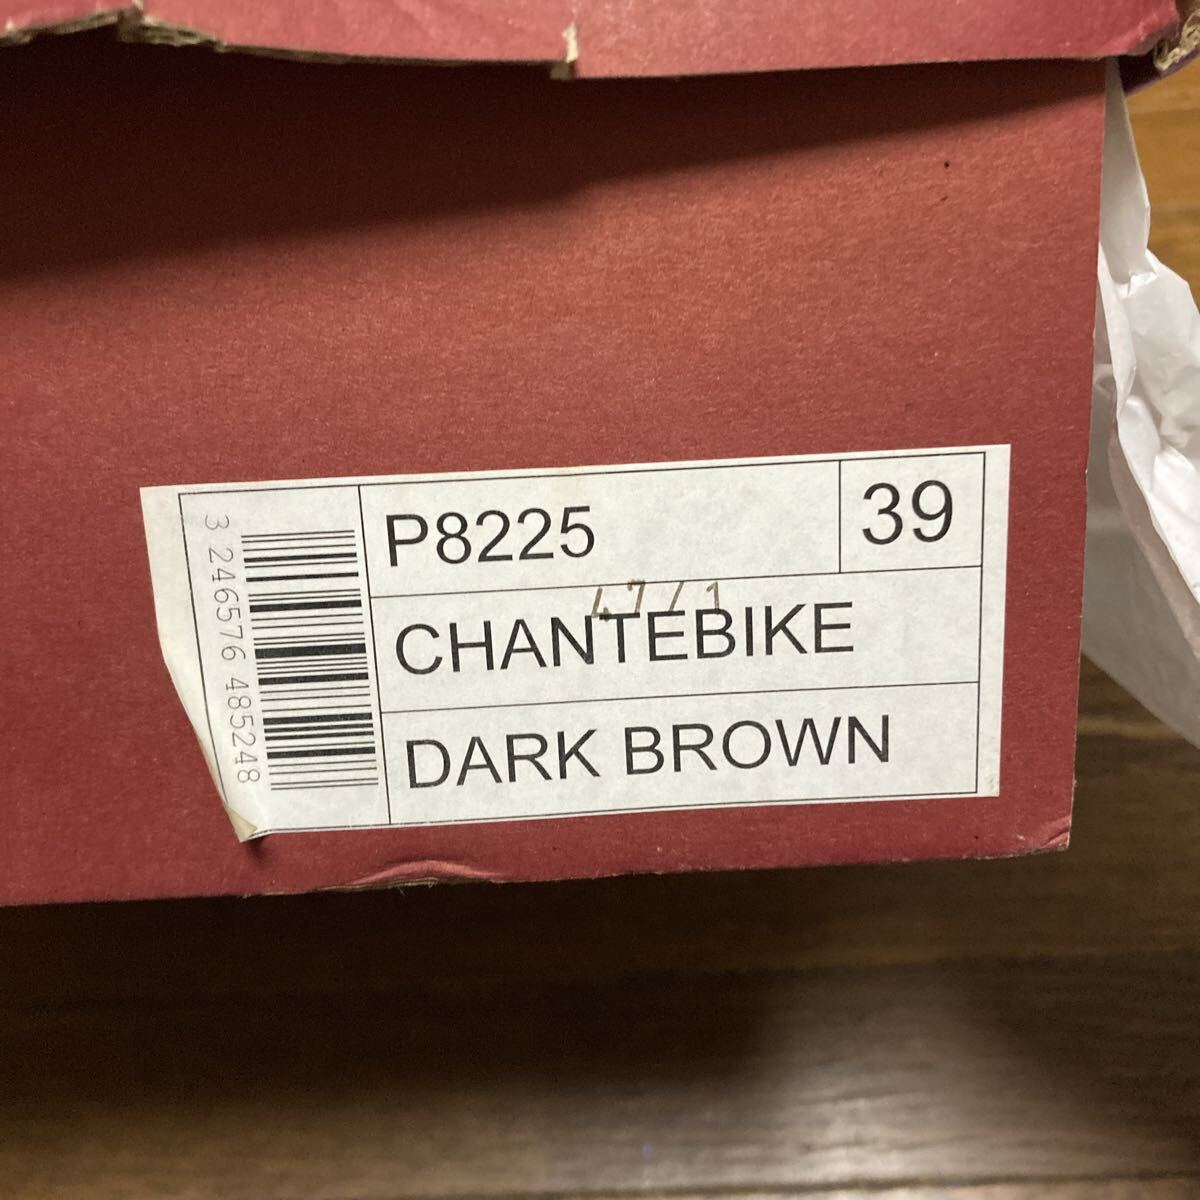 P8225
39
CHANTEBIKE
DARK BROWN
3 246576 485248